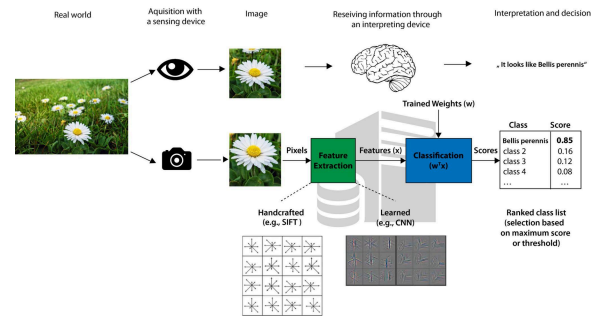 Real world
Aquisition with
a sensing device
Image
Reseiving information through
an interpreting device
Interpretation and decision
„ It looks like Bellis perennis“
Trained Weights (w)
Pixels
Feature
Extraction
Features (x)
Classification
(wᵀx)
Scores
Class Score
Bellis perennis 0.85
class 2 0.16
class 3 0.12
class 4 0.08
... ...
Handcrafted
(e.g., SIFT )
Learned
(e.g., CNN)
Ranked class list
(selection based
on maximum score
or threshold)